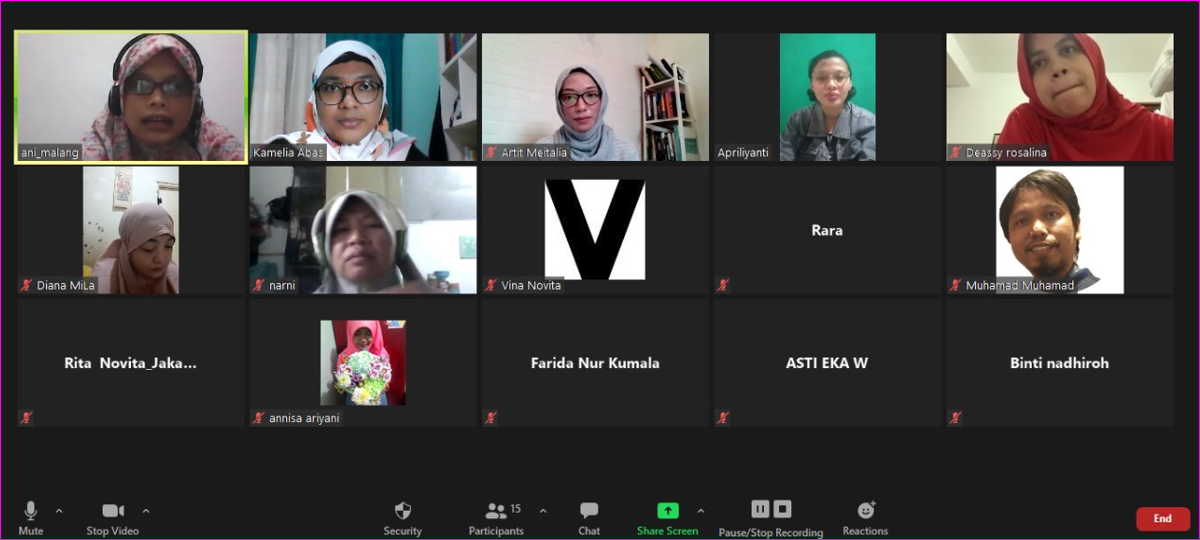 ani_malang
Kamelia Abas
Artit Meitalia
Apriliyanti
Deassy rosalina
Diana MiLa
narni
V
Vina Novita
Rara
Muhamad Muhamad
Rita Novita_Jaka...
annisa ariyani
Farida Nur Kumala
ASTI EKA W
Binti nadhiroh
Mute
Stop Video
Security
Participants 15
Chat
Share Screen
Pause/Stop Recording
Reactions
End